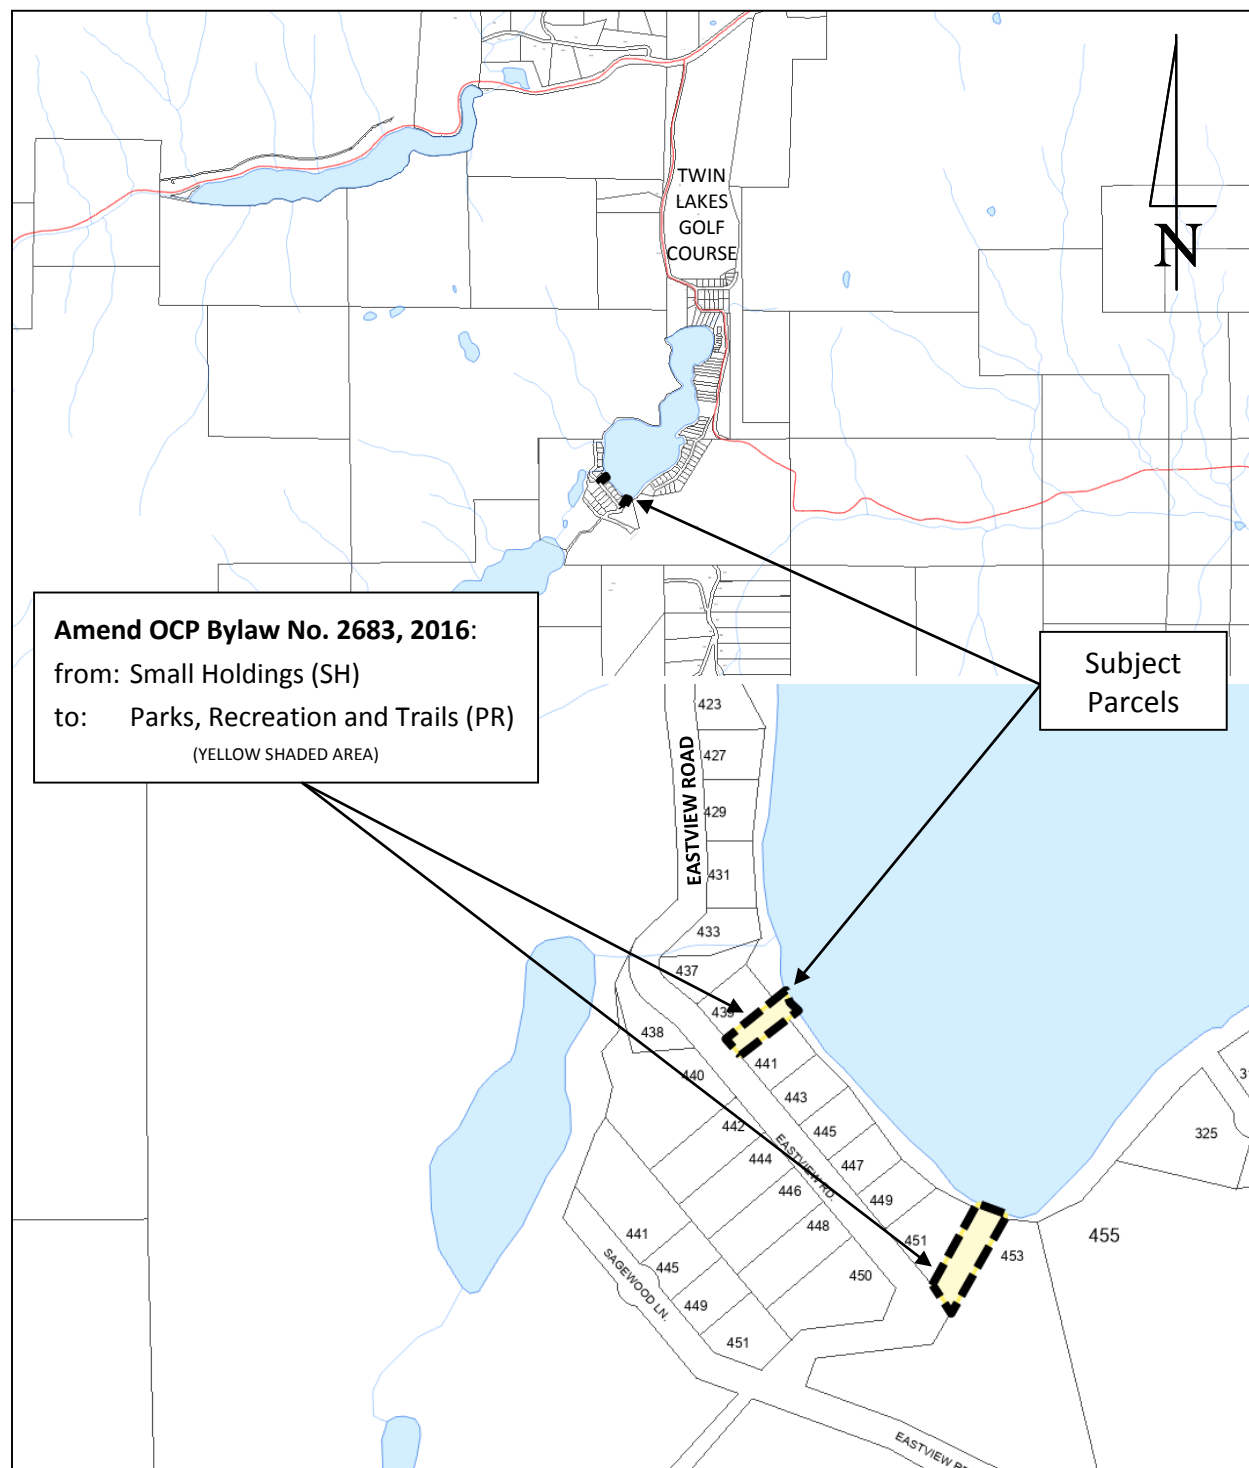 TWIN
LAKES
GOLF
COURSE
N
Amend OCP Bylaw No. 2683, 2016:
from: Small Holdings (SH)
to: Parks, Recreation and Trails (PR)
(YELLOW SHADED AREA)
Subject
Parcels
423
427
EASTVIEW ROAD
429
431
433
437
439
438
441
440
443
442
445
444
EASTVIEW RD.
447
446
449
448
451
453
455
325
441
445
450
SAGEWOOD LN.
449
451